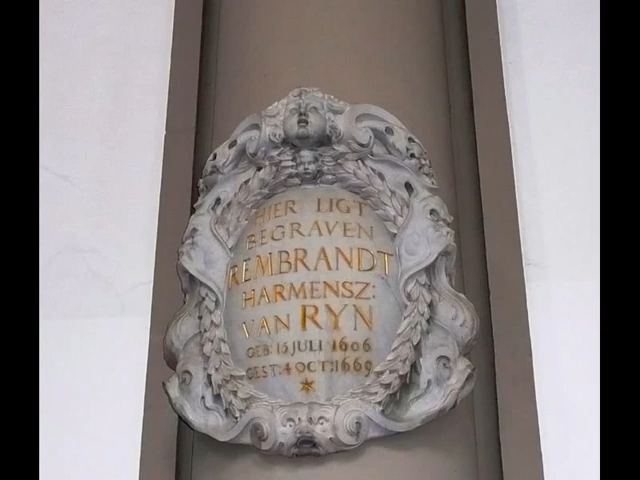 HIER LIGT
BEGRAVEN
REMBRANDT
HARMENSZ:
VAN RYN
GEB: 15 JULI 1606
GEST: 4 OCT: 1669